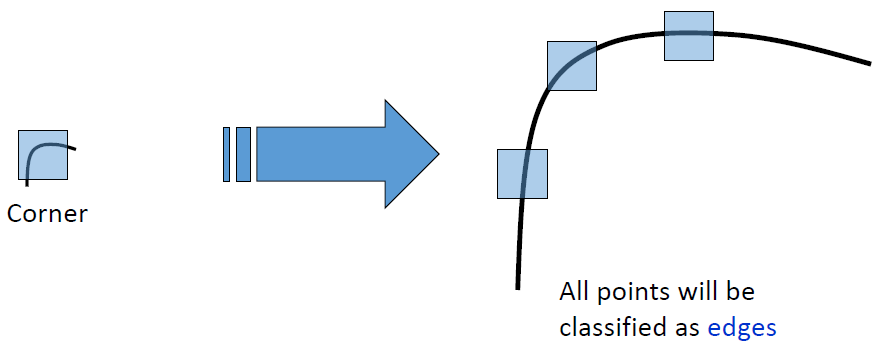 Corner
All points will be
classified as edges